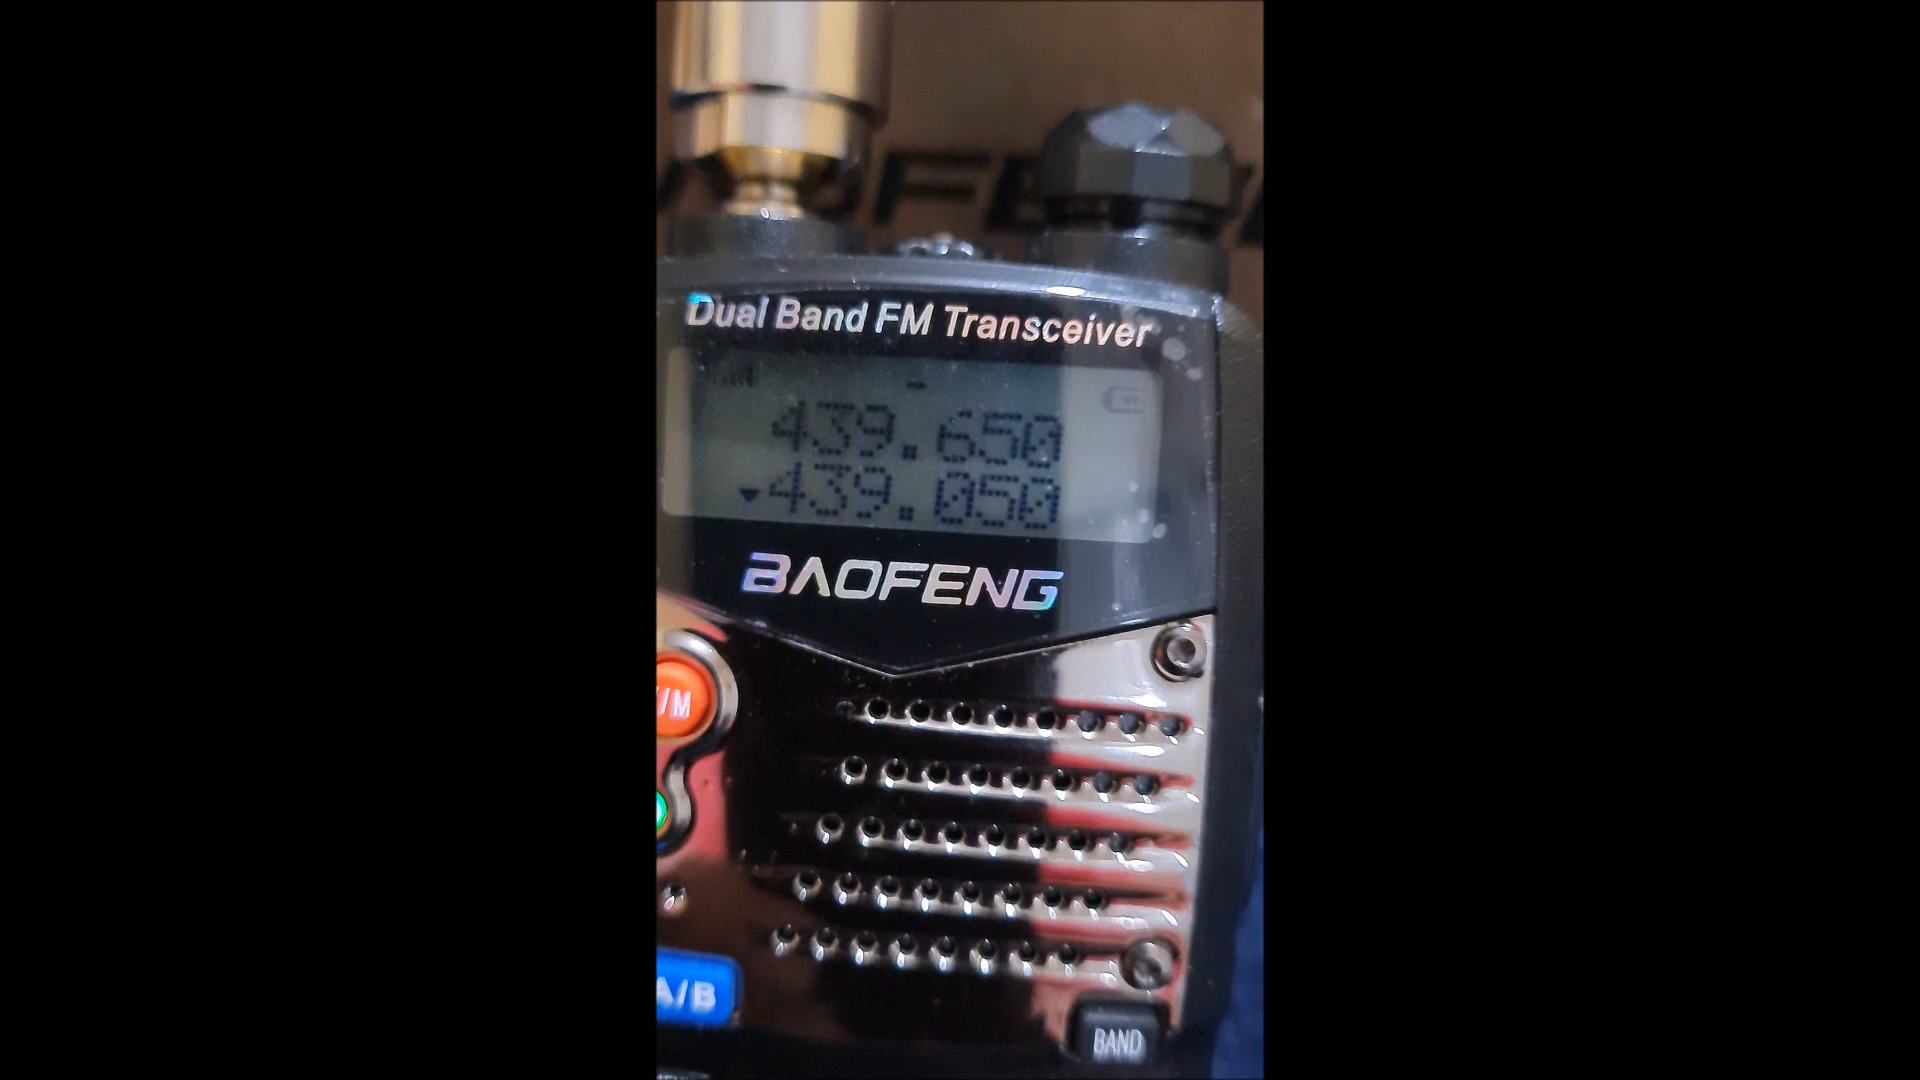 Dual Band FM Transceiver
439.650
439.050
BAOFENG
/M
A/B
BAND